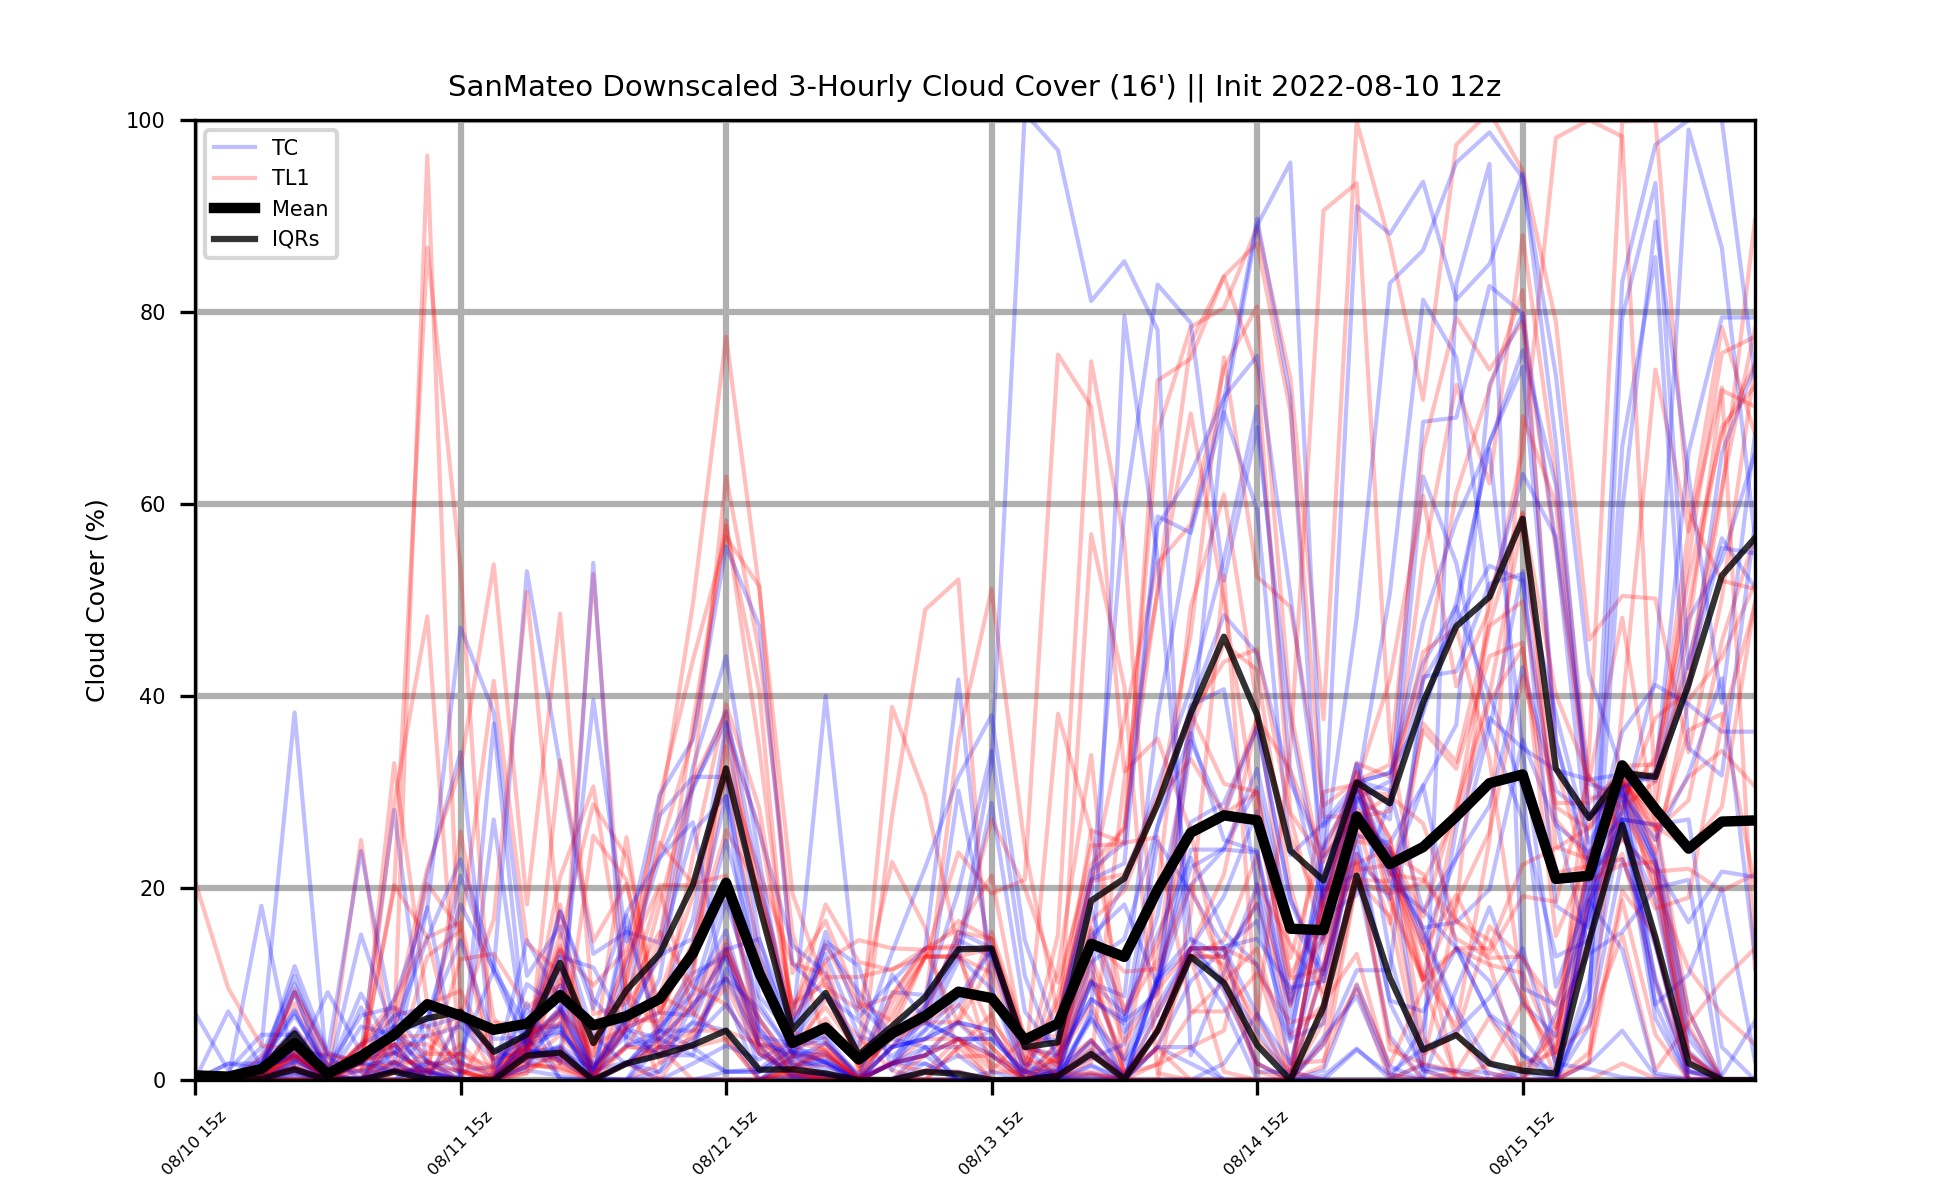 SanMateo Downscaled 3-Hourly Cloud Cover (16') || Init 2022-08-10 12z
100
80
60
40
20
0
Cloud Cover (%)
TC
TL1
Mean
IQRs
08/10 15z
08/11 15z
08/12 15z
08/13 15z
08/14 15z
08/15 15z